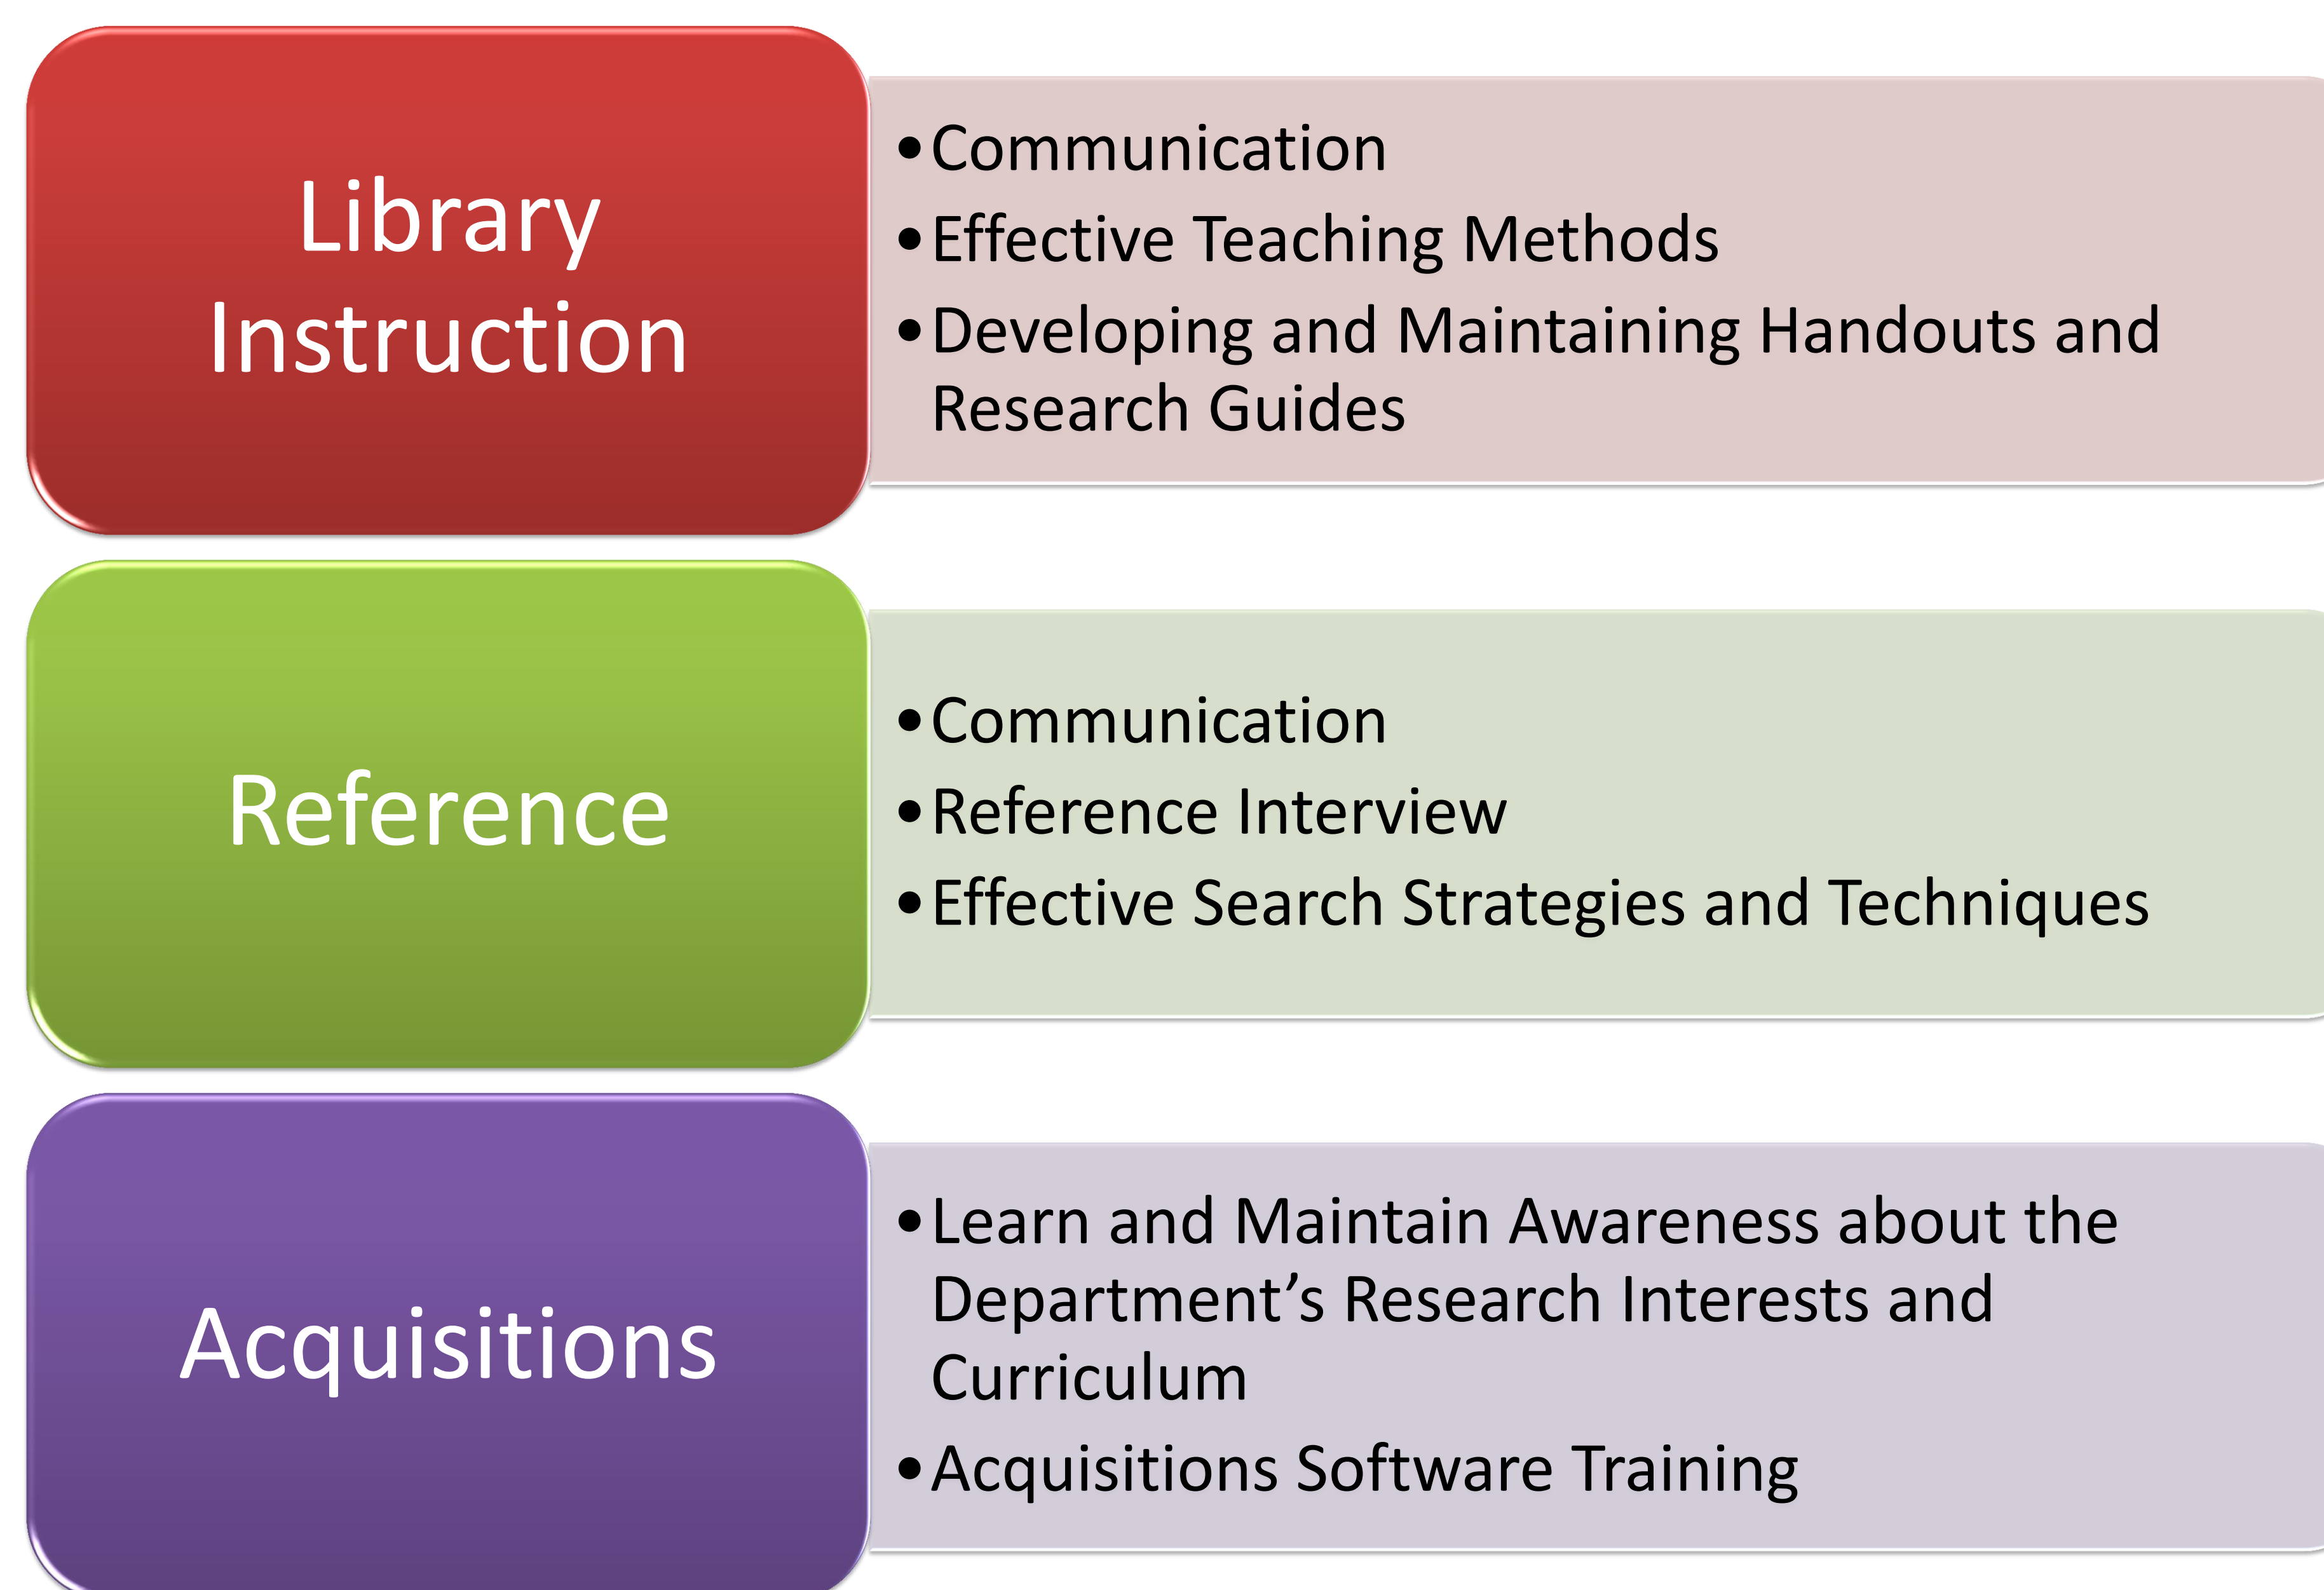 Library
Instruction
•Communication
•Effective Teaching Methods
•Developing and Maintaining Handouts and
Research Guides
Reference
•Communication
•Reference Interview
•Effective Search Strategies and Techniques
Acquisitions
•Learn and Maintain Awareness about the
Department’s Research Interests and
Curriculum
•Acquisitions Software Training